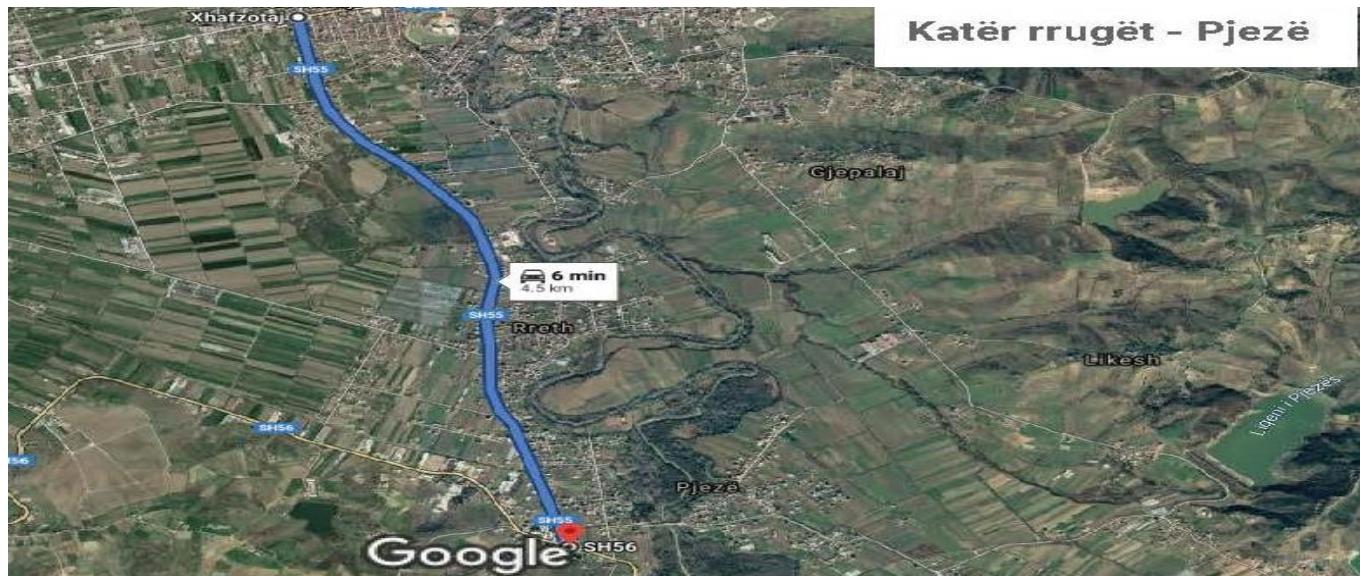 Katër rrugët - Pjezë
Xhafzotaj
SH55
Gjepalaj
6 min
4.5 km
SH55
Rreth
Likesh
Liqeni i Pjezës
SH56
Pjezë
SH55
SH56
Google